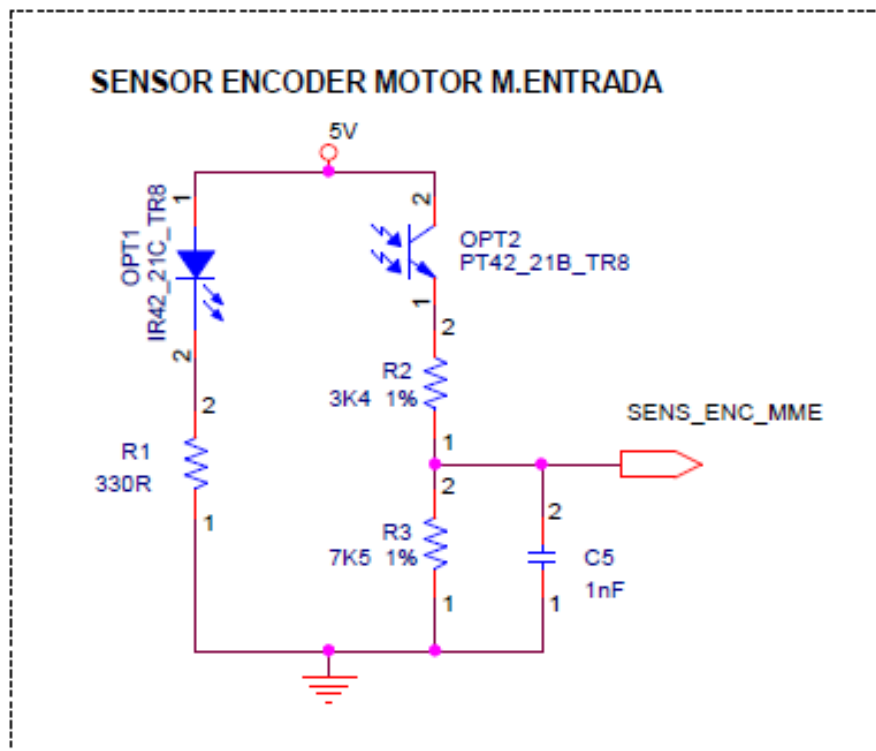 SENSOR ENCODER MOTOR M.ENTRADA
5V
1
OPT1
IR42_21C_TR8
2
2
OPT2
PT42_21B_TR8
1
2
R2
3K4 1%
1
SENS_ENC_MME
2
R1
330R
1
2
R3
7K5 1%
1
2
C5
1nF
1